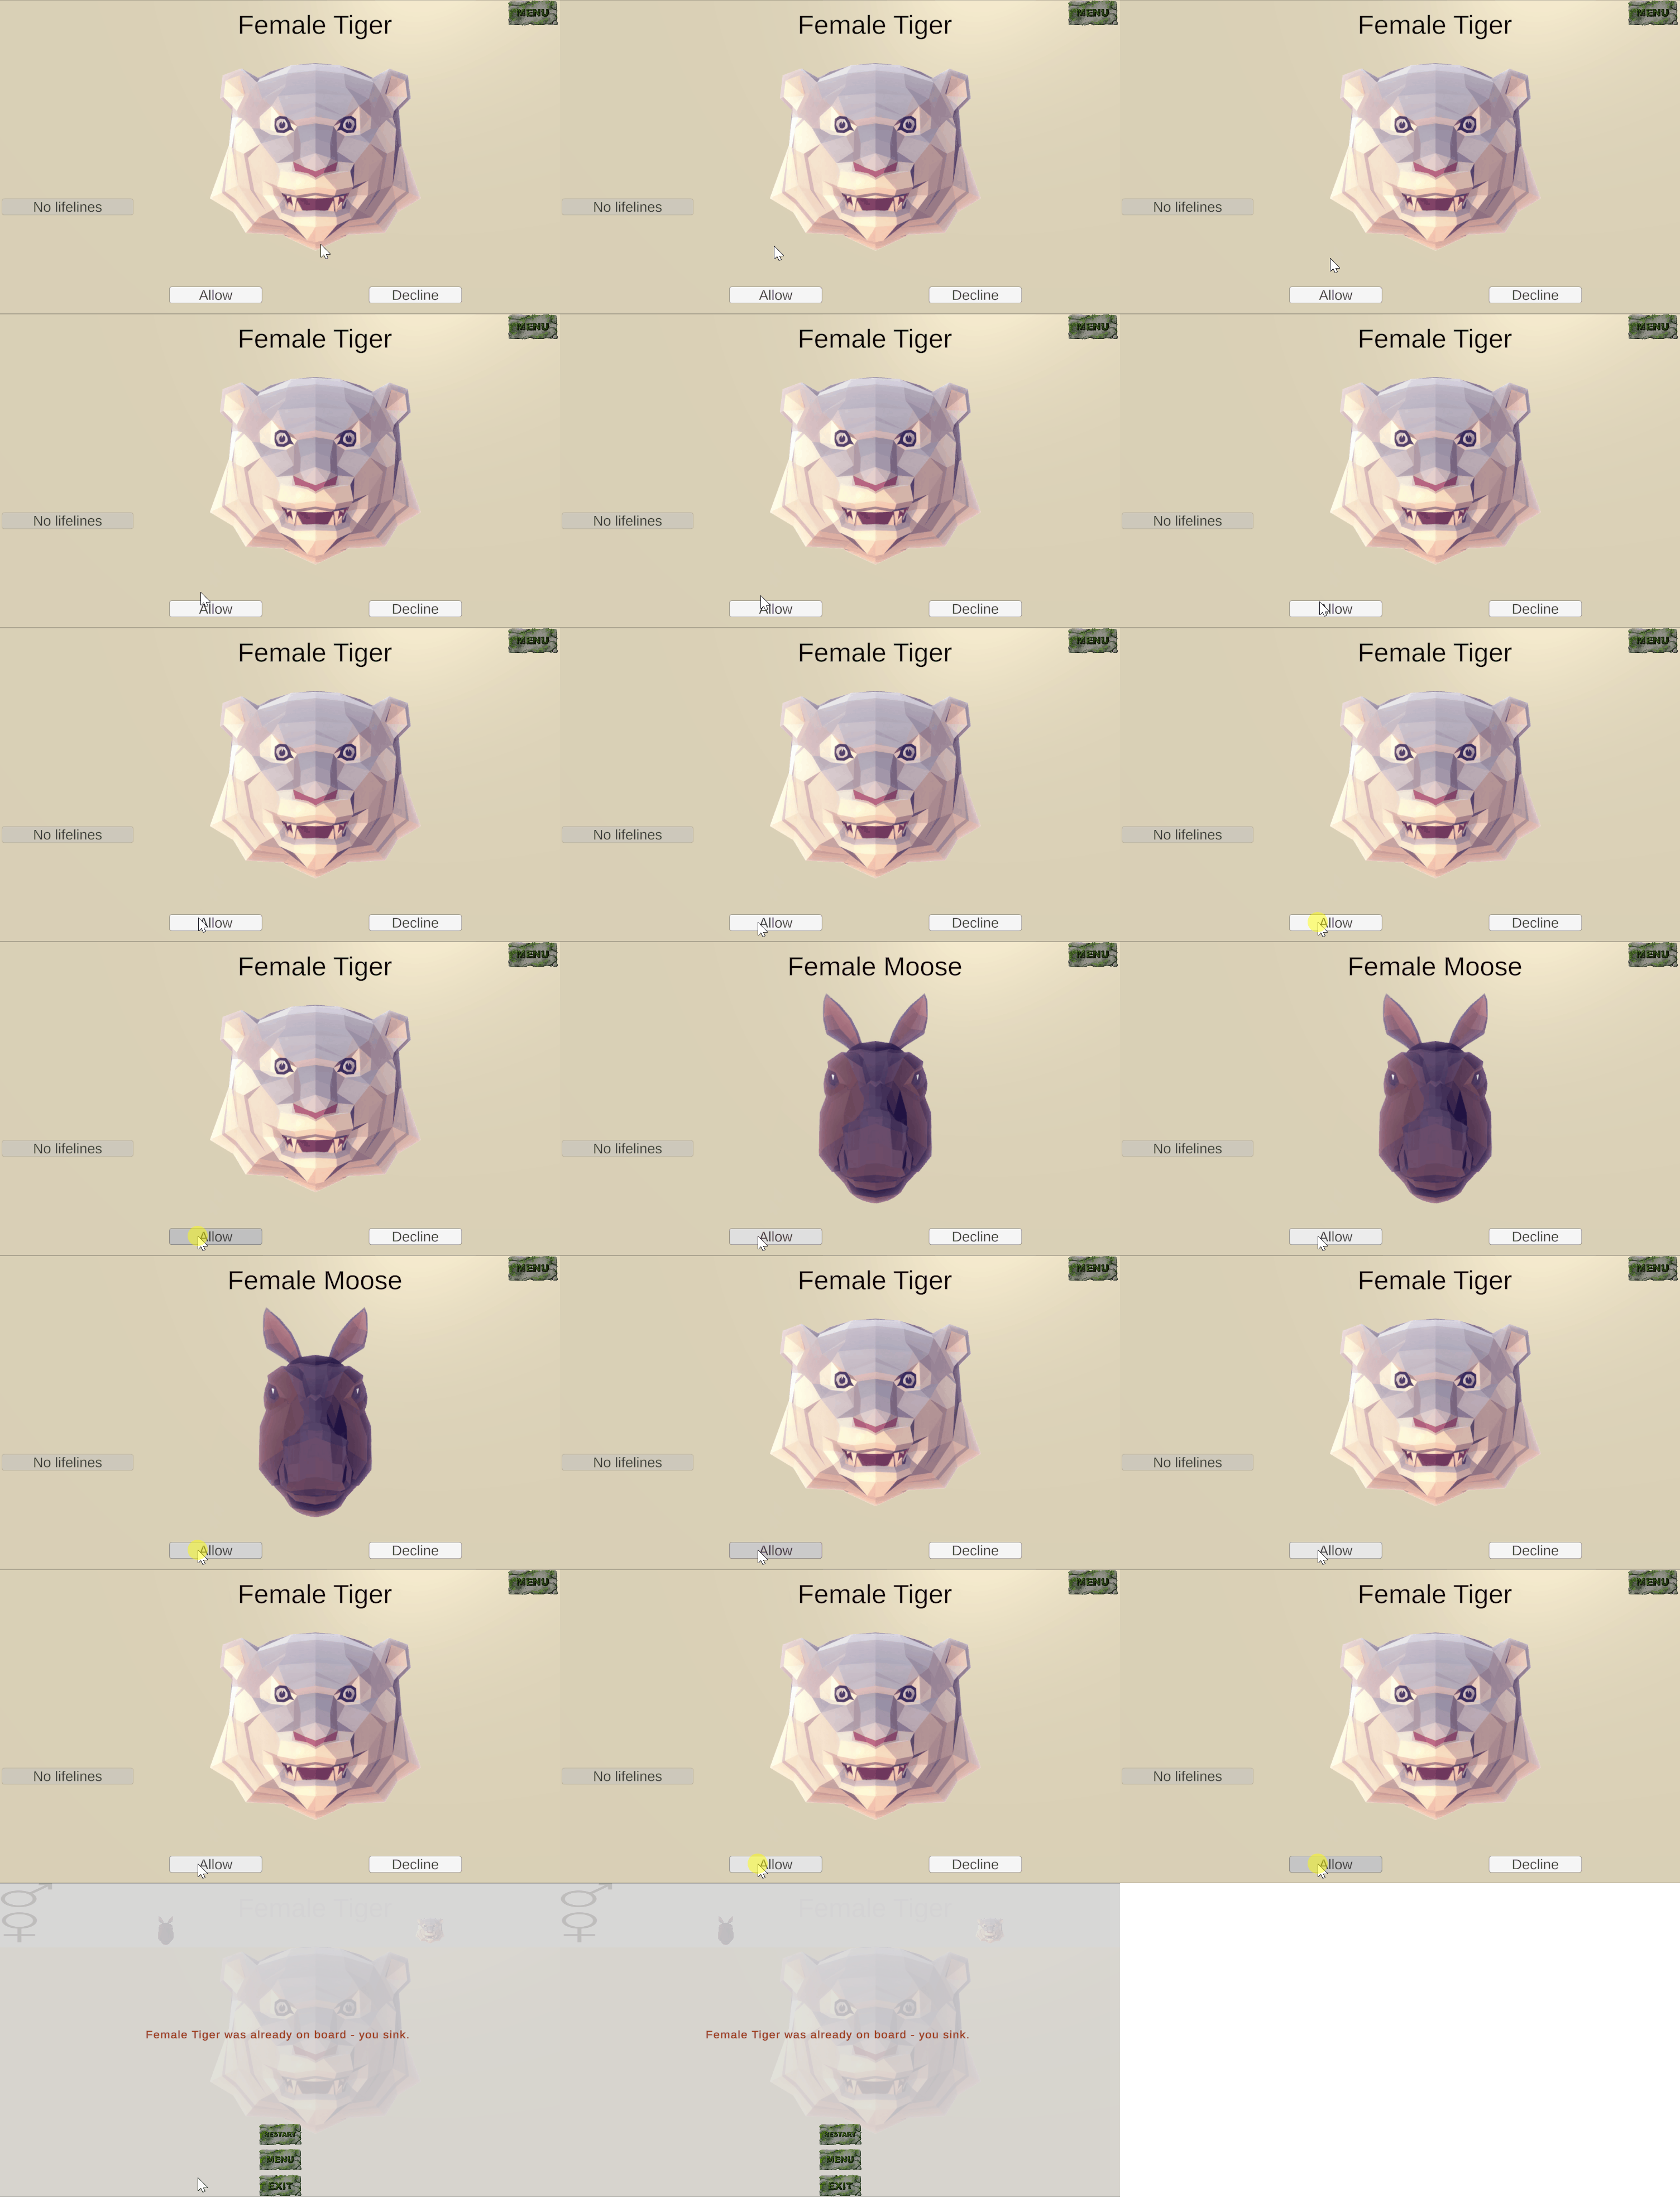 Female Tiger MENU Female Tiger MENU Female Tiger MENU
No lifelines No lifelines No lifelines
Allow Decline Allow Decline Allow Decline
Female Tiger MENU Female Tiger MENU Female Tiger MENU
No lifelines No lifelines No lifelines
Allow Decline Allow Decline Allow Decline
Female Tiger MENU Female Tiger MENU Female Tiger MENU
No lifelines No lifelines No lifelines
Allow Decline Allow Decline Allow Decline
Female Tiger MENU Female Moose MENU Female Moose MENU
No lifelines No lifelines No lifelines
Allow Decline Allow Decline Allow Decline
Female Moose MENU Female Tiger MENU Female Tiger MENU
No lifelines No lifelines No lifelines
Allow Decline Allow Decline Allow Decline
Female Tiger MENU Female Tiger MENU Female Tiger MENU
No lifelines No lifelines No lifelines
Allow Decline Allow Decline Allow Decline
Female Tiger Female Tiger
Female Tiger was already on board - you sink. Female Tiger was already on board - you sink.
RESTART RESTART
MENU MENU
EXIT EXIT